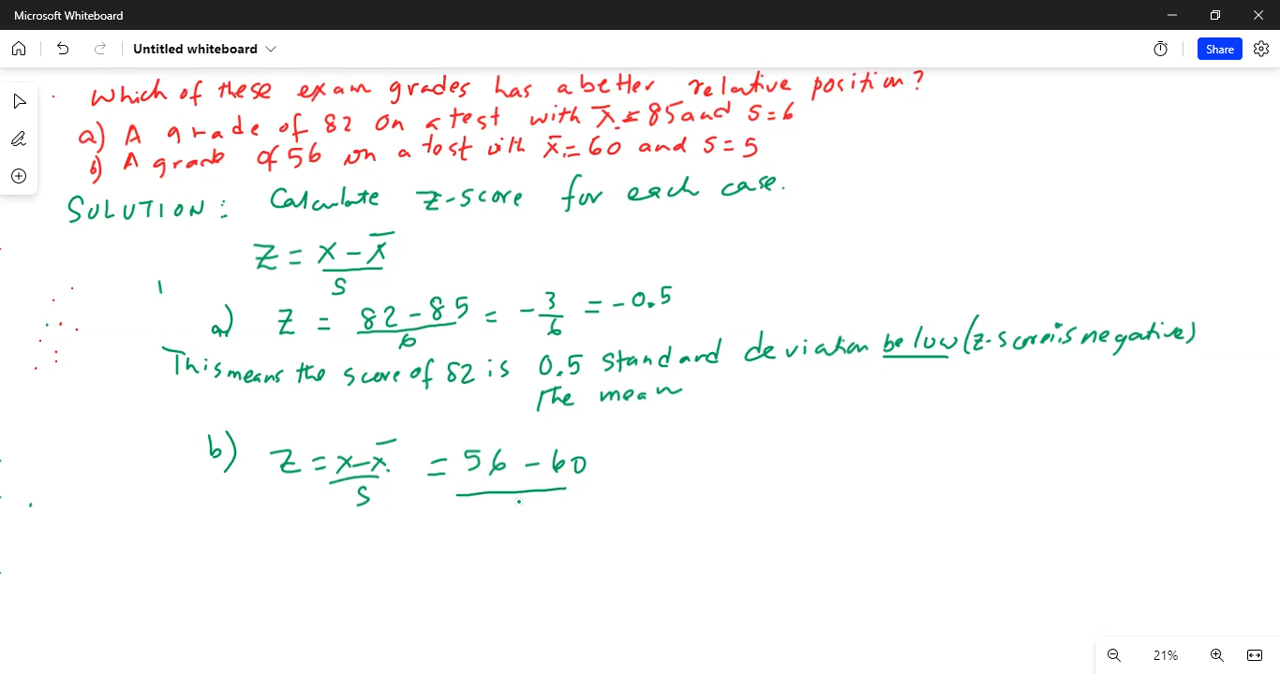 Microsoft Whiteboard
Untitled whiteboard
Share
Which of these exam grades has a better relative position?
a) A grade of 82 on a test with x̄ = 85 and s = 6
b) A grade of 56 on a test with x̄ = 60 and s = 5
SOLUTION: Calculate z-score for each case.
Z = x - x̄
s
a) Z = 82 - 85 = - 3 = - 0.5
6 6
This means the score of 82 is 0.5 standard deviation below (z-score is negative)
The mean
b) Z = x - x̄ = 56 - 60
s
21%